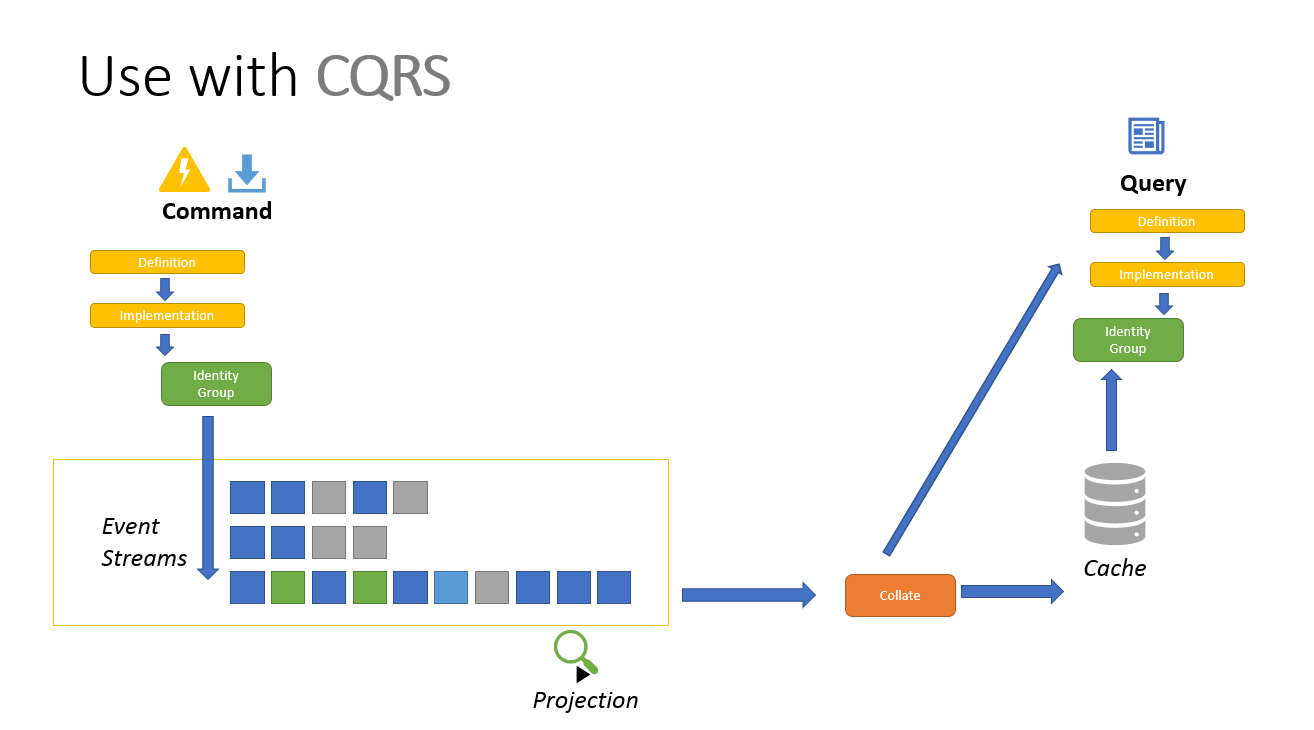 Use with CQRS
Command
Definition
Implementation
Identity
Group
Event
Streams
Projection
Collate
Query
Definition
Implementation
Identity
Group
Cache